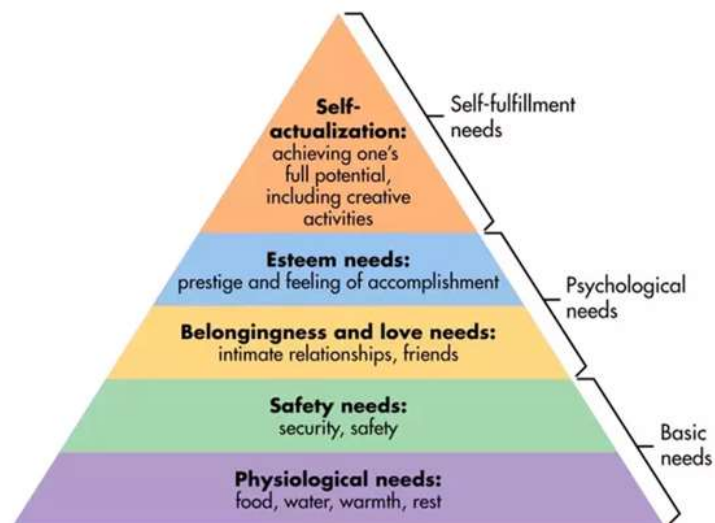 Self-
actualization:
achieving one's
full potential,
including creative
activities
Self-fulfillment
needs
Esteem needs:
prestige and feeling of accomplishment
Psychological
needs
Belongingness and love needs:
intimate relationships, friends
Safety needs:
security, safety
Basic
needs
Physiological needs:
food, water, warmth, rest